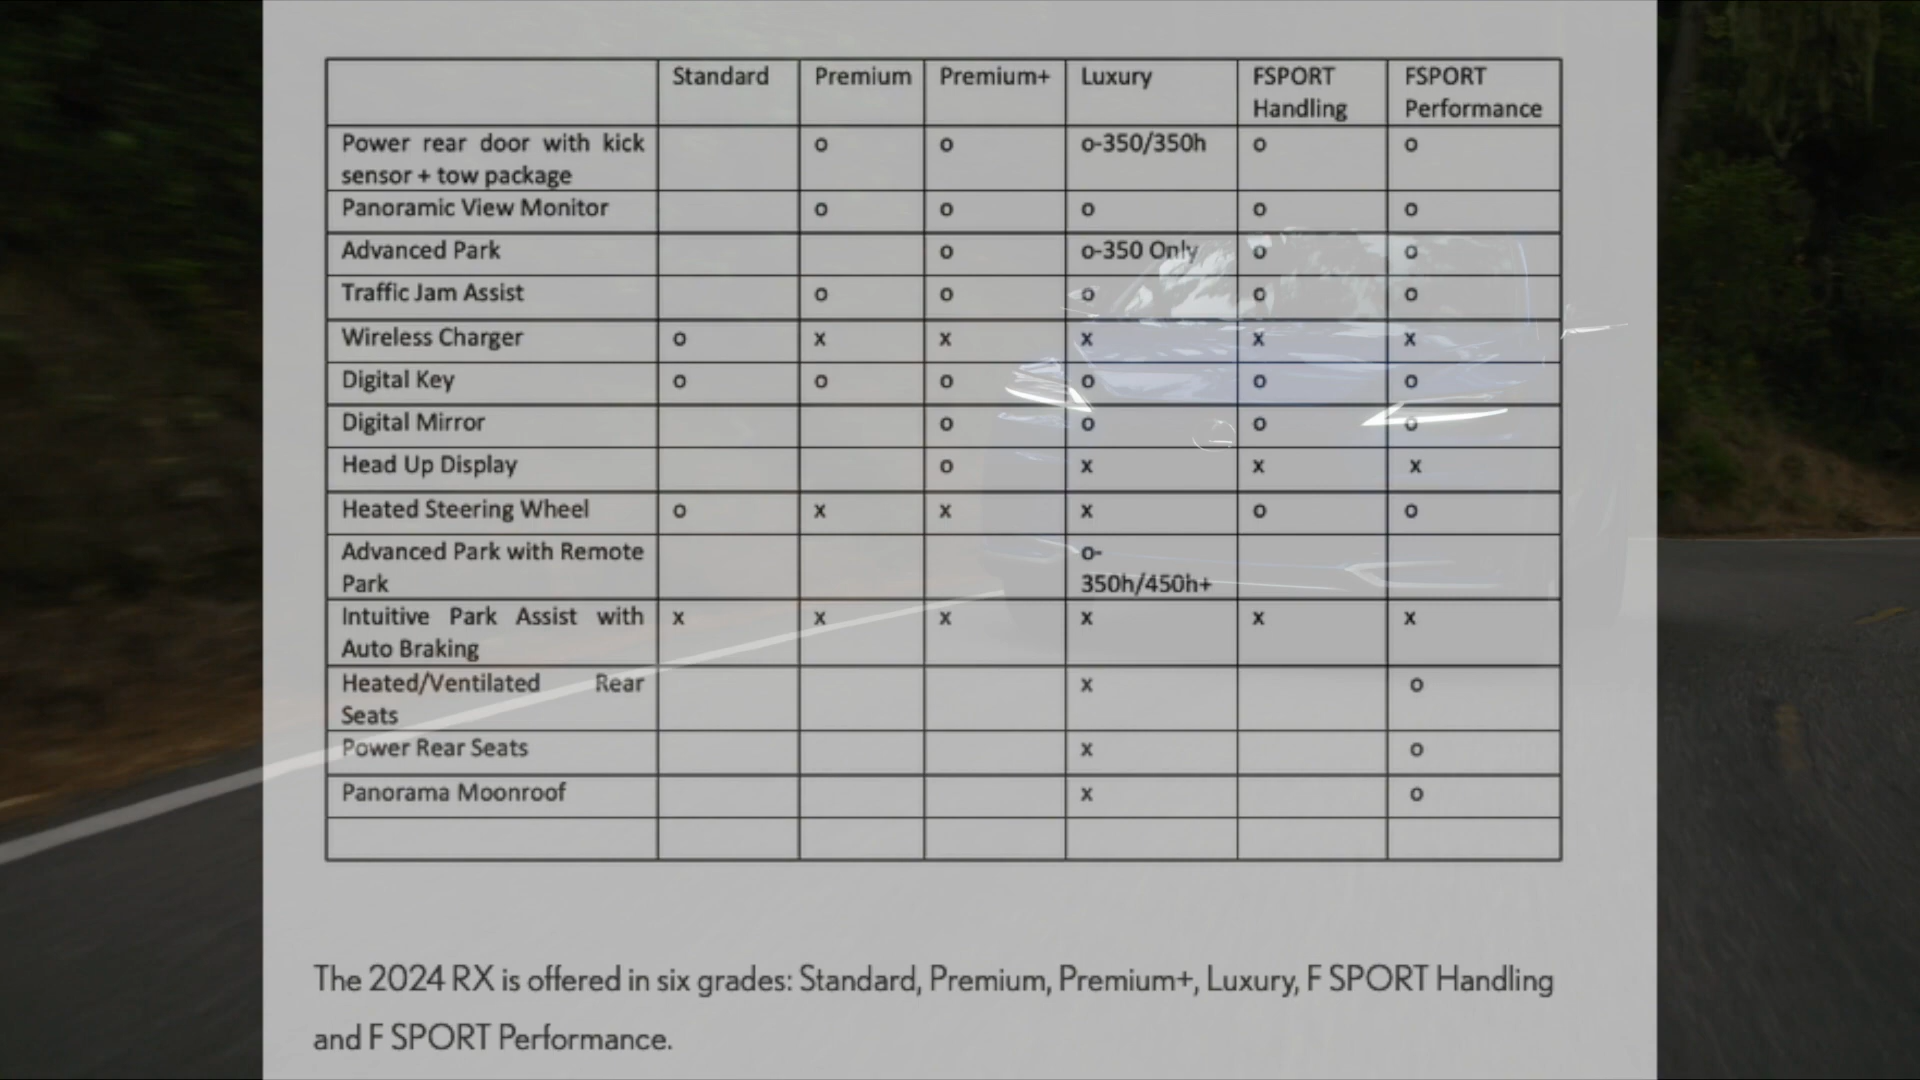 Standard Premium Premium+ Luxury FSPORT Handling FSPORT Performance
Power rear door with kick sensor + tow package o o o-350/350h o o
Panoramic View Monitor o o o o o
Advanced Park o o-350 Only o o
Traffic Jam Assist o o o o o
Wireless Charger o x x x x x
Digital Key o o o o o o
Digital Mirror o o o o
Head Up Display o x x x
Heated Steering Wheel o x x x o o
Advanced Park with Remote Park o-350h/450h+
Intuitive Park Assist with Auto Braking x x x x x x
Heated/Ventilated Rear Seats x o
Power Rear Seats x o
Panorama Moonroof x o
The 2024 RX is offered in six grades: Standard, Premium, Premium+, Luxury, F SPORT Handling
and F SPORT Performance.